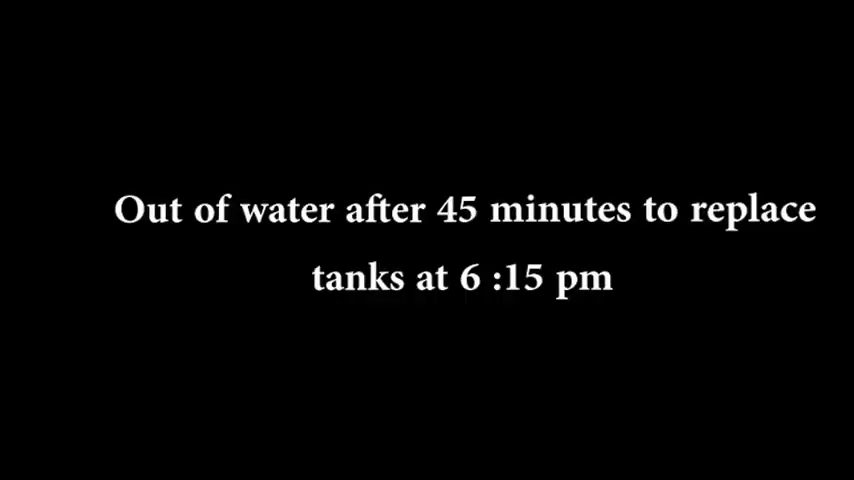 Out of water after 45 minutes to replace
tanks at 6 :15 pm